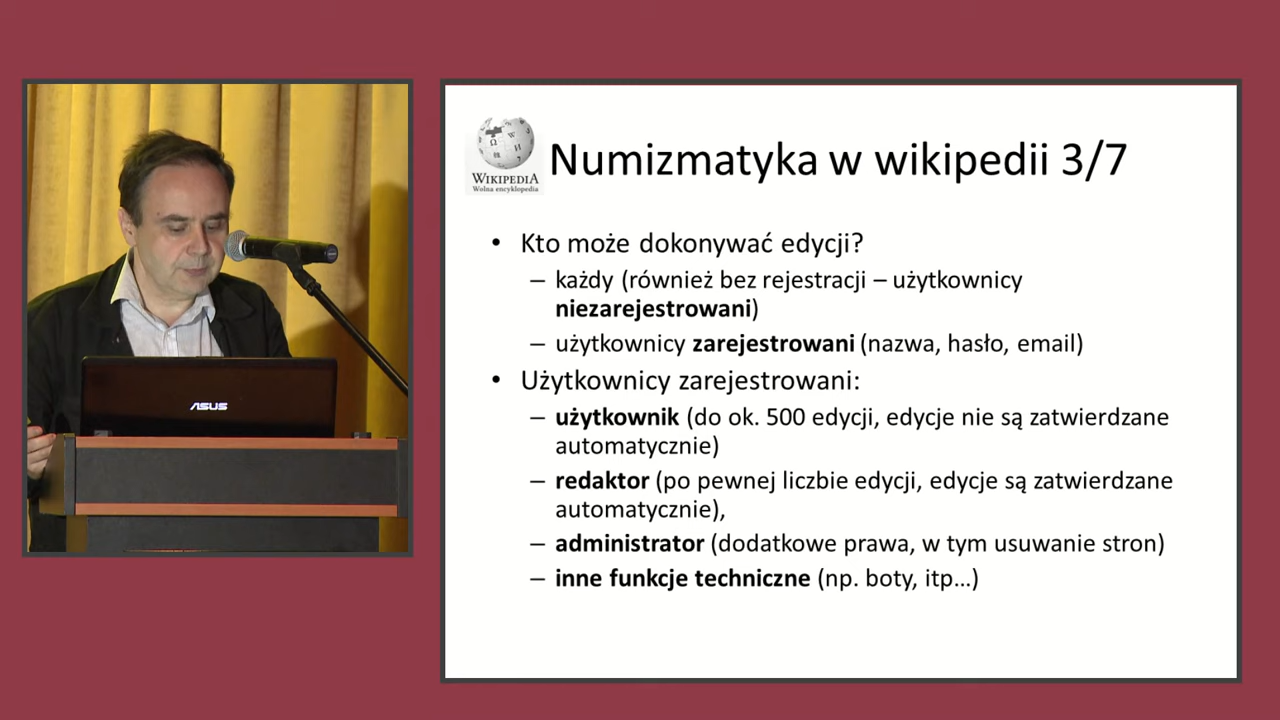 ASUS
WIKIPEDIA
Wolna encyklopedia
Numizmatyka w wikipedii 3/7
• Kto może dokonywać edycji?
– każdy (również bez rejestracji – użytkownicy
niezarejestrowani)
– użytkownicy zarejestrowani (nazwa, hasło, email)
• Użytkownicy zarejestrowani:
– użytkownik (do ok. 500 edycji, edycje nie są zatwierdzane
automatycznie)
– redaktor (po pewnej liczbie edycji, edycje są zatwierdzane
automatycznie),
– administrator (dodatkowe prawa, w tym usuwanie stron)
– inne funkcje techniczne (np. boty, itp…)